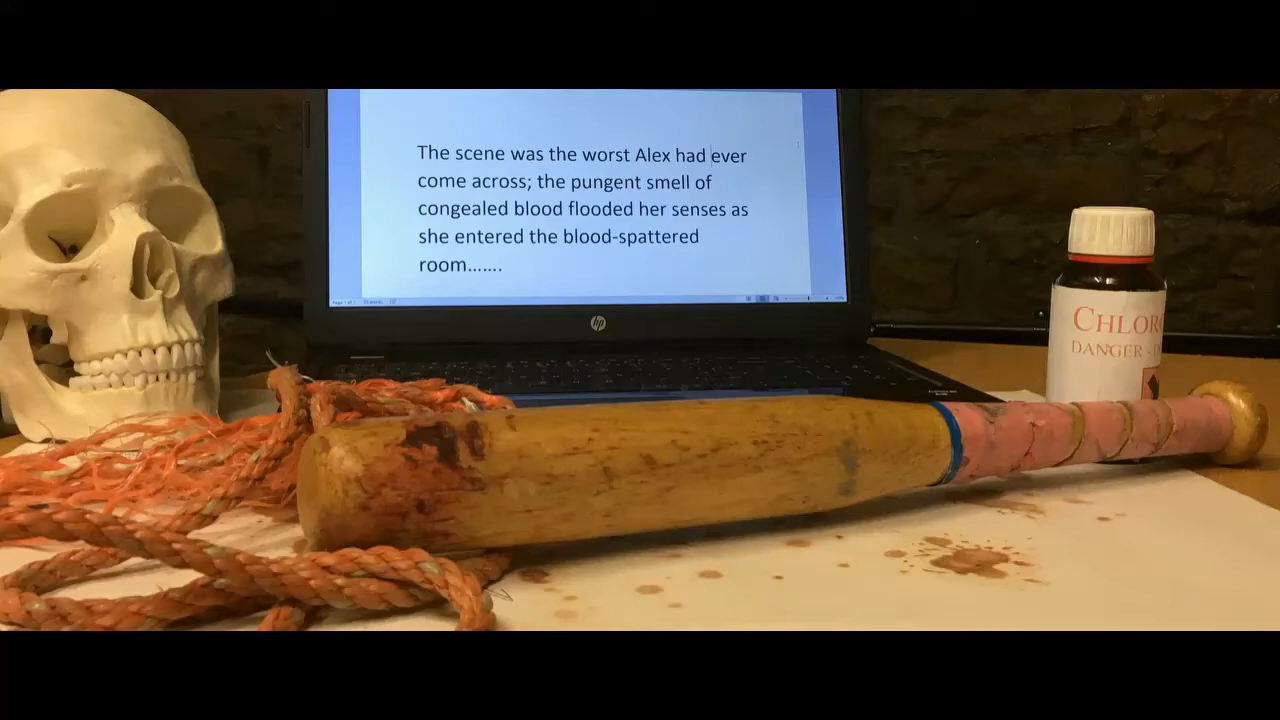 The scene was the worst Alex had ever
come across; the pungent smell of
congealed blood flooded her senses as
she entered the blood-spattered
room…….
hp
CHLORO
DANGER -